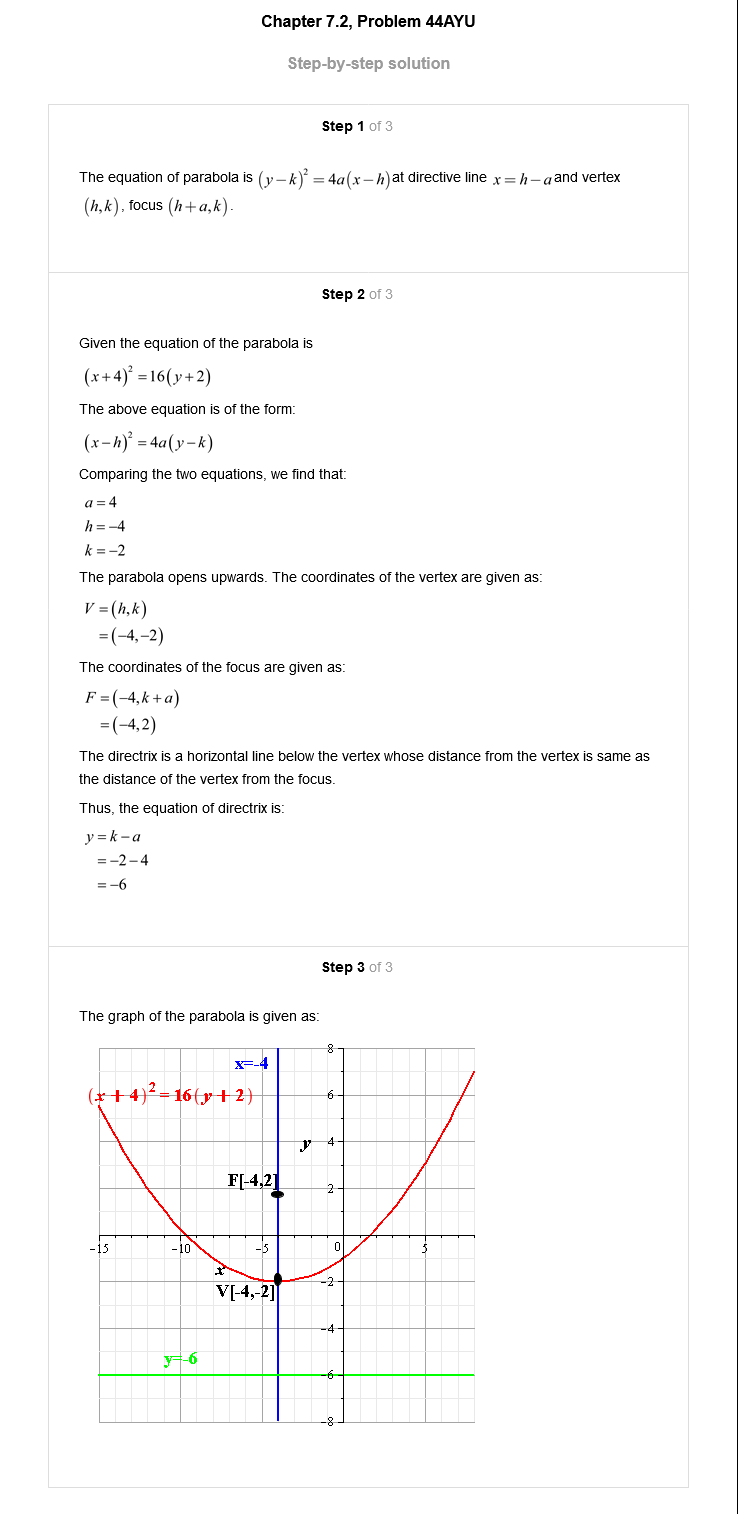 Chapter 7.2, Problem 44AYU
Step-by-step solution
Step 1 of 3
The equation of parabola is (y−k)² = 4a(x−h) at directive line x = h−a and vertex
(h,k), focus (h+a,k).
Step 2 of 3
Given the equation of the parabola is
(x+4)² = 16(y+2)
The above equation is of the form:
(x−h)² = 4a(y−k)
Comparing the two equations, we find that:
a = 4
h = −4
k = −2
The parabola opens upwards. The coordinates of the vertex are given as:
V = (h,k)
= (−4,−2)
The coordinates of the focus are given as:
F = (−4,k+a)
= (−4,2)
The directrix is a horizontal line below the vertex whose distance from the vertex is same as
the distance of the vertex from the focus.
Thus, the equation of directrix is:
y = k−a
= −2−4
= −6
Step 3 of 3
The graph of the parabola is given as:
8
x=-4
(x + 4)² = 16(y + 2)
6
y
4
F[-4,2]
2
−15 −10 −5 0 5
x
V[-4,-2]
−2
−4
y=-6
−6
−8